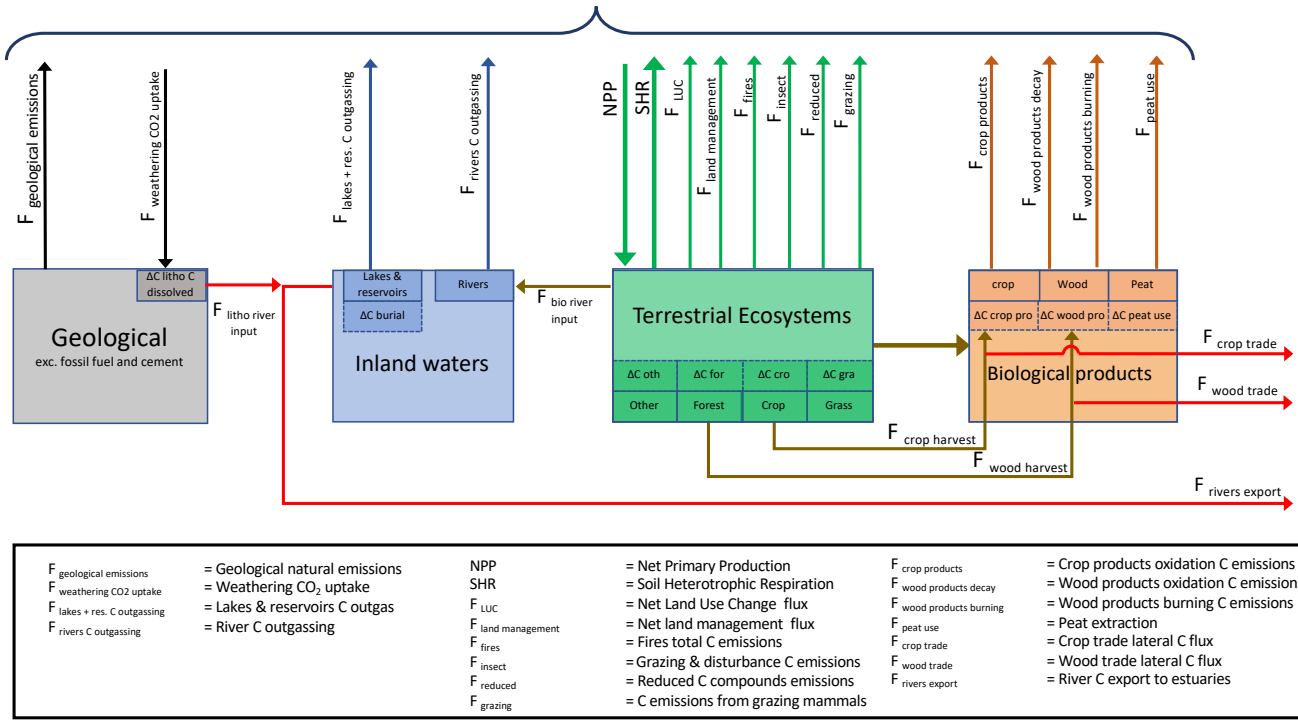 F geological emissions
F weathering CO2 uptake
F lakes + res. C outgassing
F rivers C outgassing
NPP
SHR
F LUC
F land management
F fires
F insect
F reduced
F grazing
F crop products
F wood products decay
F wood products burning
F peat use
ΔC litho C
dissolved
Geological
exc. fossil fuel and cement
F litho river
input
Lakes &
reservoirs
Rivers
ΔC burial
Inland waters
F bio river
input
Terrestrial Ecosystems
ΔC oth
ΔC for
ΔC cro
ΔC gra
Other
Forest
Crop
Grass
crop
Wood
Peat
ΔC crop pro
ΔC wood pro
ΔC peat use
Biological products
F crop trade
F wood trade
F crop harvest
F wood harvest
F rivers export
F geological emissions = Geological natural emissions
F weathering CO2 uptake = Weathering CO₂ uptake
F lakes + res. C outgassing = Lakes & reservoirs C outgas
F rivers C outgassing = River C outgassing
NPP = Net Primary Production
SHR = Soil Heterotrophic Respiration
F LUC = Net Land Use Change flux
F land management = Net land management flux
F fires = Fires total C emissions
F insect = Grazing & disturbance C emissions
F reduced = Reduced C compounds emissions
F grazing = C emissions from grazing mammals
F crop products = Crop products oxidation C emissions
F wood products decay = Wood products oxidation C emission
F wood products burning = Wood products burning C emissions
F peat use = Peat extraction
F crop trade = Crop trade lateral C flux
F wood trade = Wood trade lateral C flux
F rivers export = River C export to estuaries